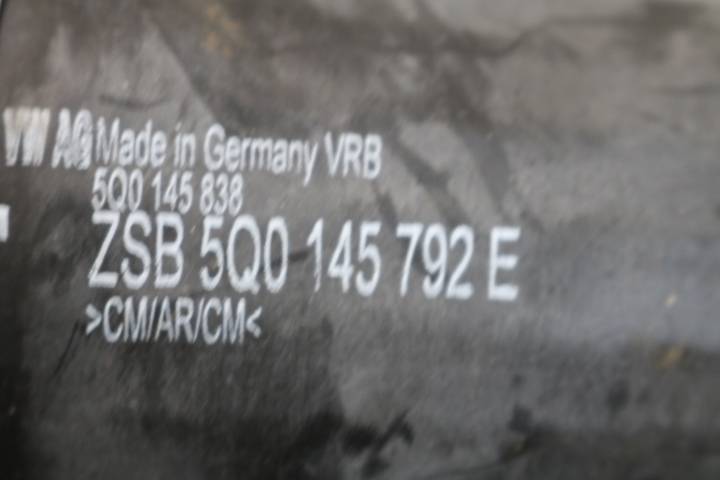 VW AG Made in Germany VRB
5Q0 145 838
ZSB 5Q0 145 792 E
>CM/AR/CM<